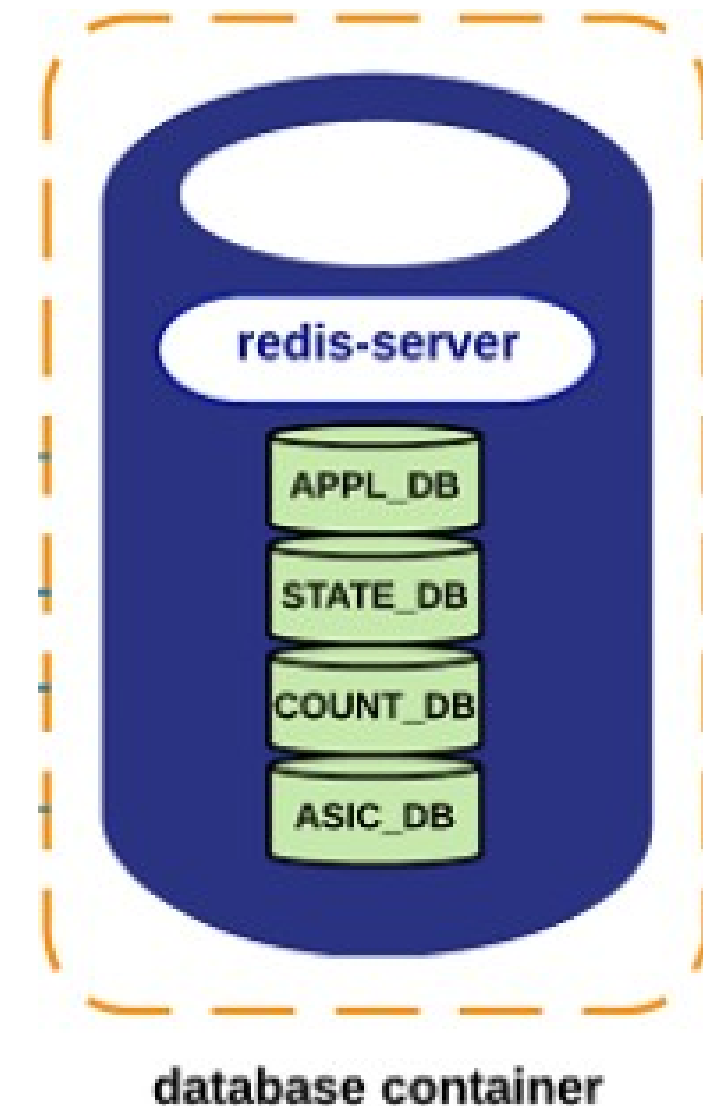 redis-server
APPL_DB
STATE_DB
COUNT_DB
ASIC_DB
database container